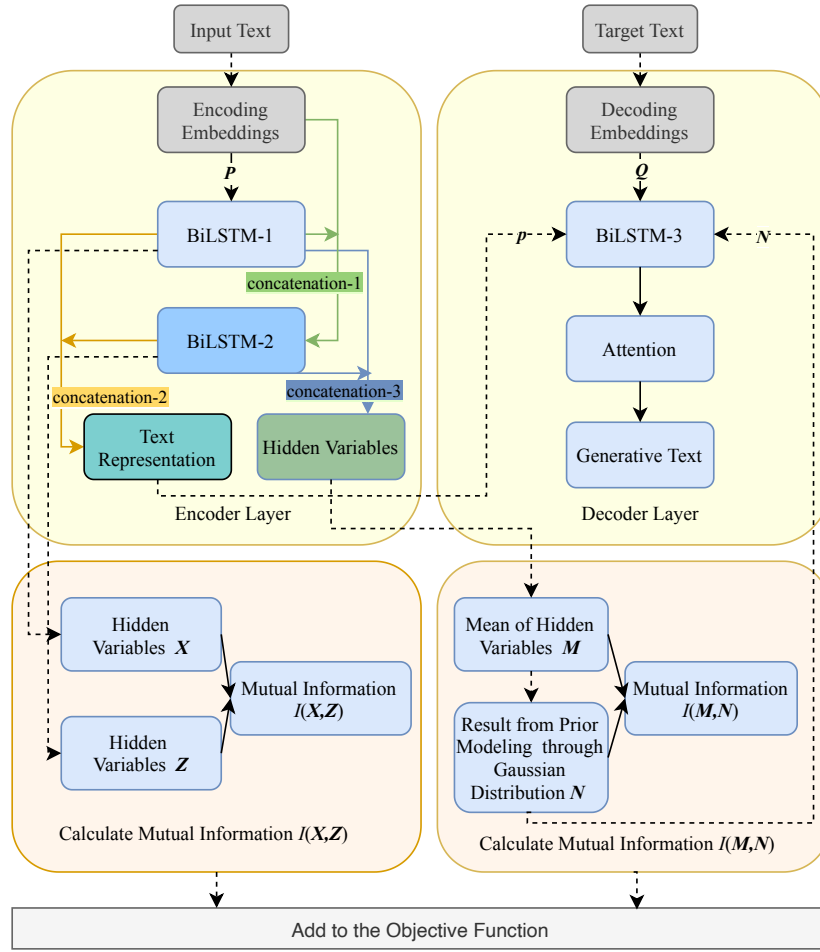 Input Text
Target Text
Encoding
Embeddings
Decoding
Embeddings
P
Q
BiLSTM-1
p
BiLSTM-3
N
concatenation-1
BiLSTM-2
Attention
concatenation-2
concatenation-3
Text
Representation
Hidden Variables
Generative Text
Encoder Layer
Decoder Layer
Hidden
Variables X
Mutual Information
I(X,Z)
Hidden
Variables Z
Calculate Mutual Information I(X,Z)
Mean of Hidden
Variables M
Mutual Information
I(M,N)
Result from Prior
Modeling through
Gaussian
Distribution N
Calculate Mutual Information I(M,N)
Add to the Objective Function